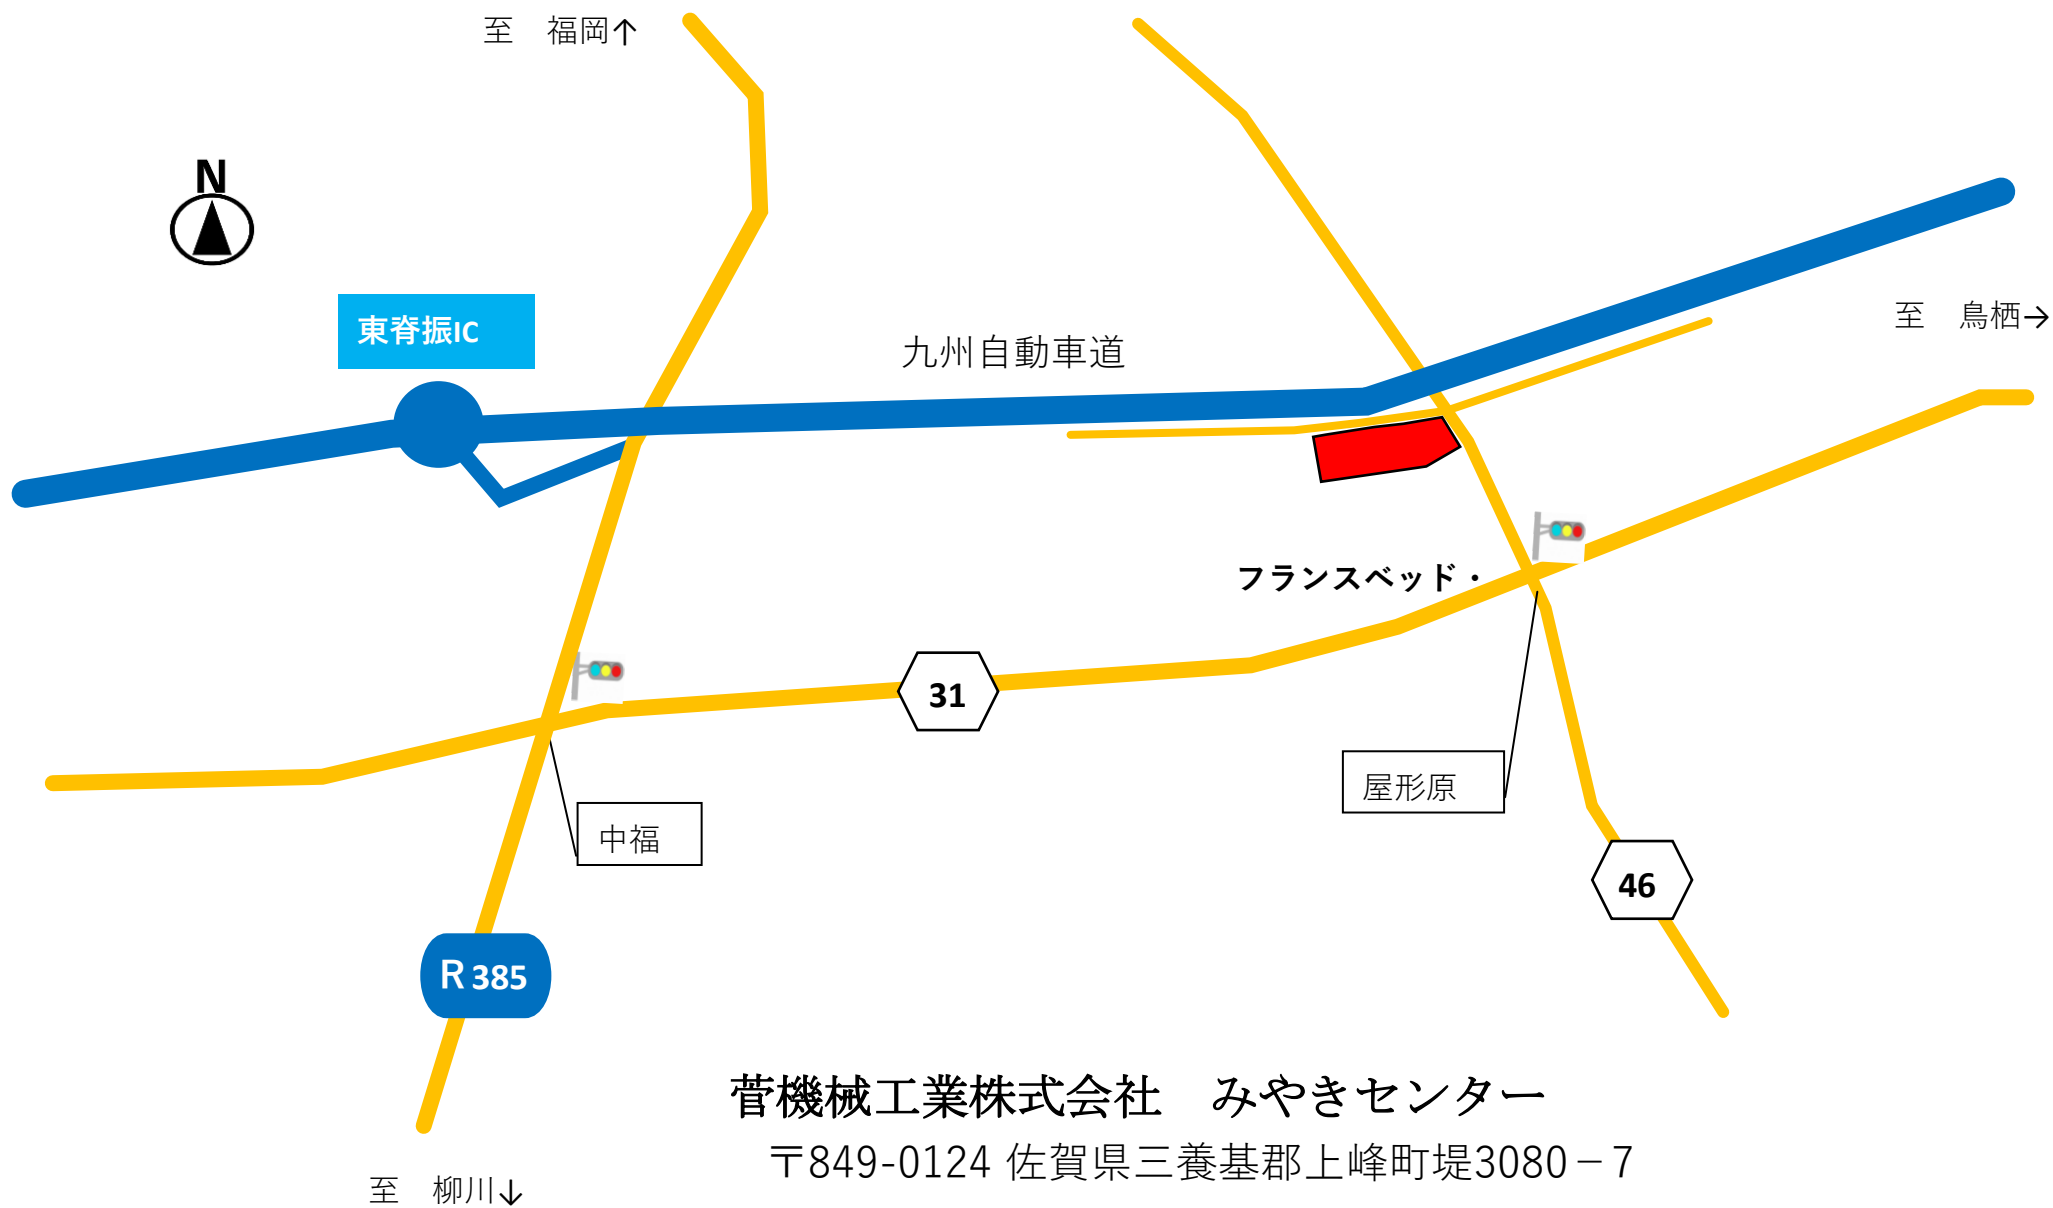 至　福岡↑
N
東脊振IC
九州自動車道
至　鳥栖→
フランスベッド・
31
屋形原
中福
46
R 385
菅機械工業株式会社　みやきセンター
〒849-0124 佐賀県三養基郡上峰町堤3080－7
至　柳川↓